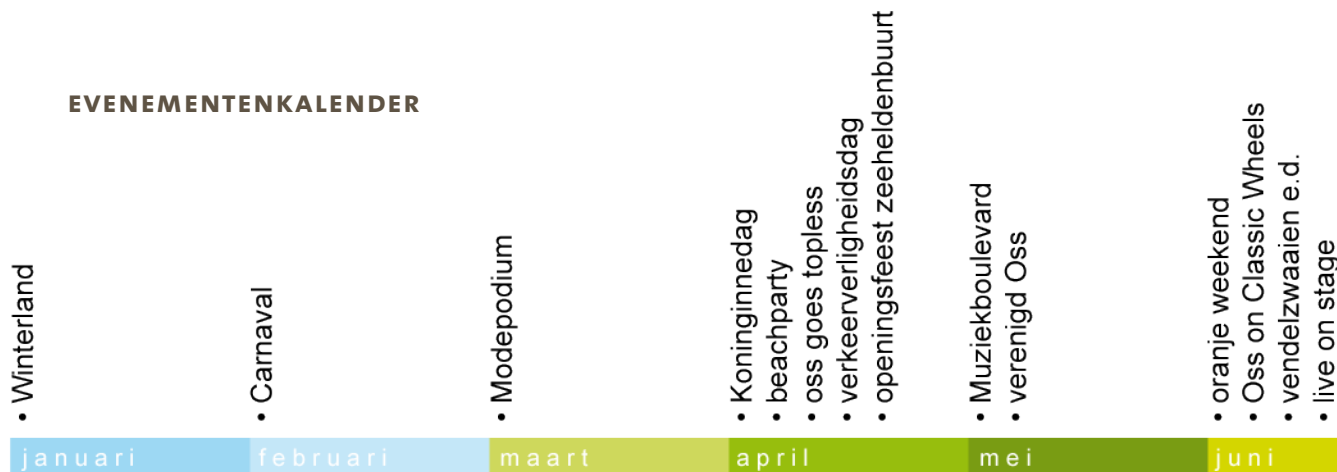 EVENEMENTENKALENDER
• Winterland
• Carnaval
• Modepodium
• Koninginnedag
• beachparty
• oss goes topless
• verkeerverligheidsdag
• openingsfeest zeeheldenbuurt
• Muziekboulevard
• verenigd Oss
• oranje weekend
• Oss on Classic Wheels
• vendelzwaaien e.d.
• live on stage
januari
februari
maart
april
mei
juni